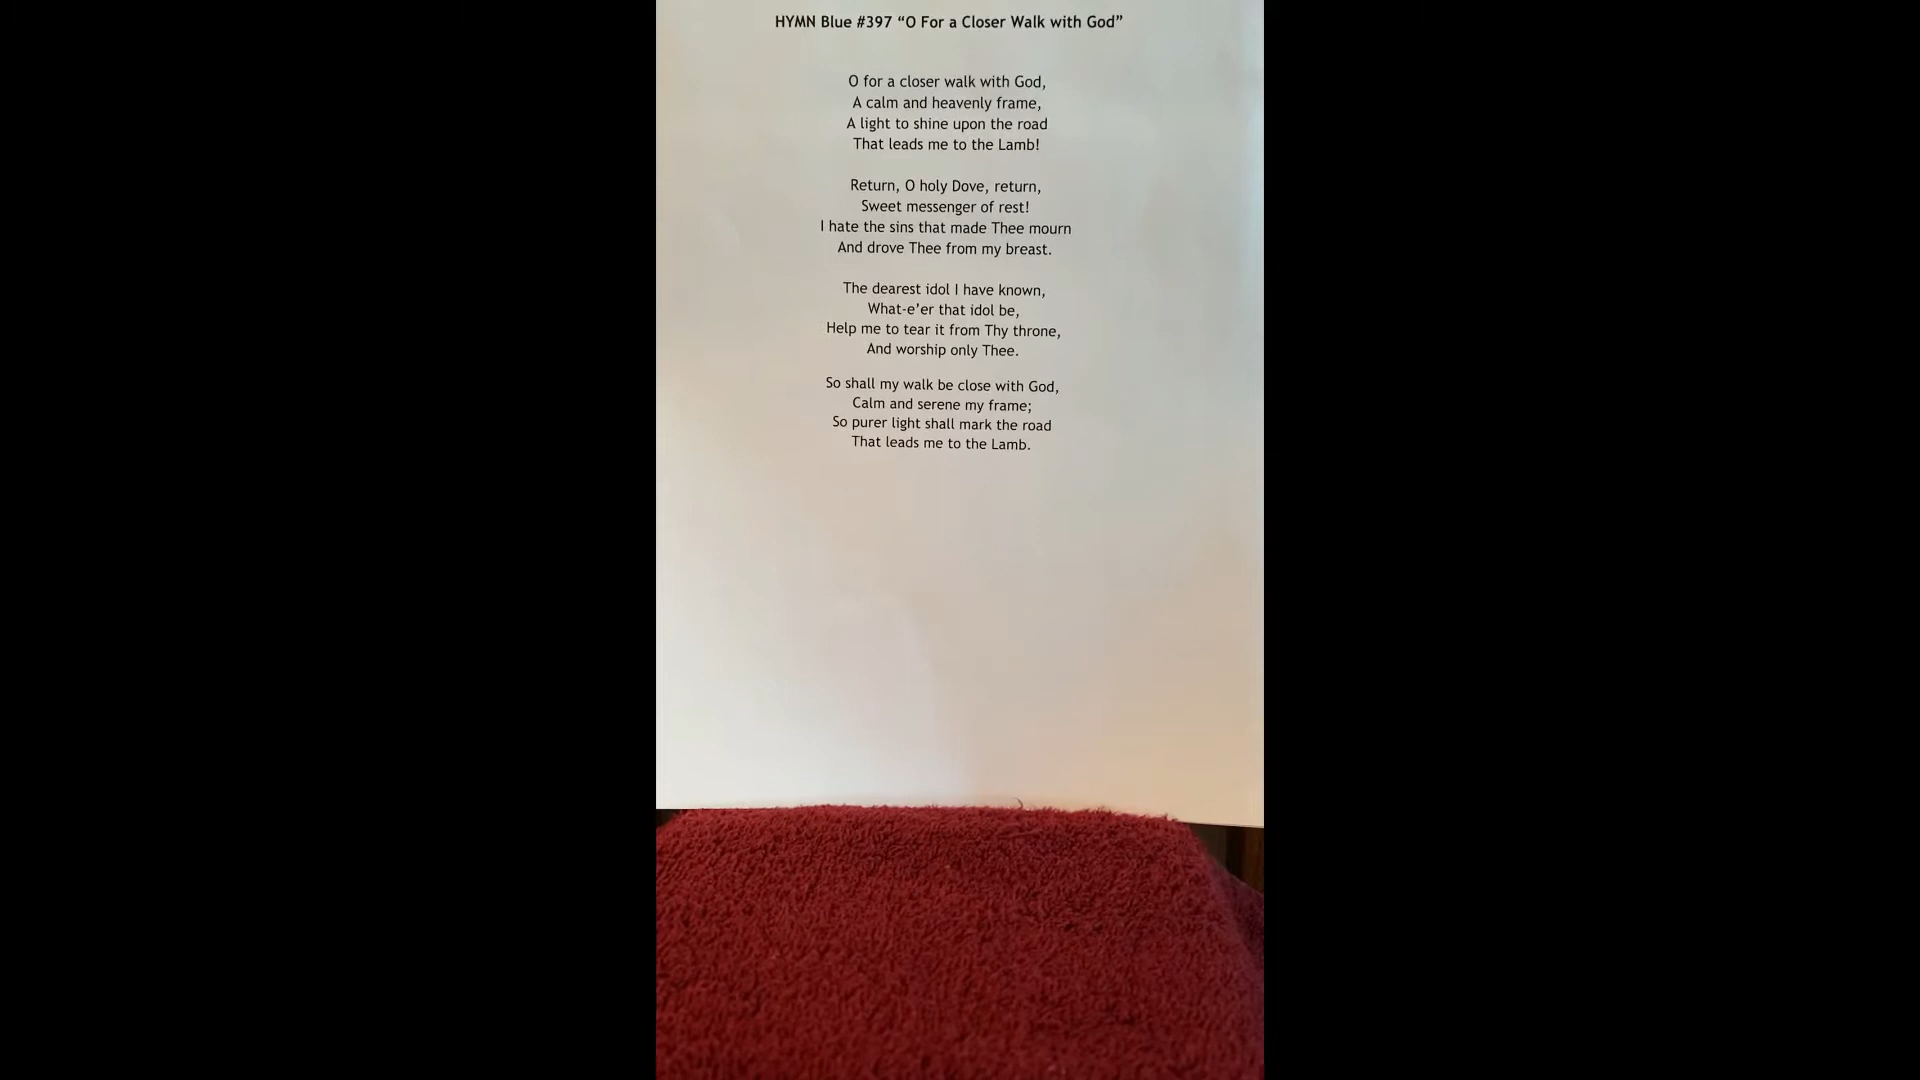 HYMN Blue #397 “O For a Closer Walk with God”
O for a closer walk with God,
A calm and heavenly frame,
A light to shine upon the road
That leads me to the Lamb!
Return, O holy Dove, return,
Sweet messenger of rest!
I hate the sins that made Thee mourn
And drove Thee from my breast.
The dearest idol I have known,
What-e’er that idol be,
Help me to tear it from Thy throne,
And worship only Thee.
So shall my walk be close with God,
Calm and serene my frame;
So purer light shall mark the road
That leads me to the Lamb.